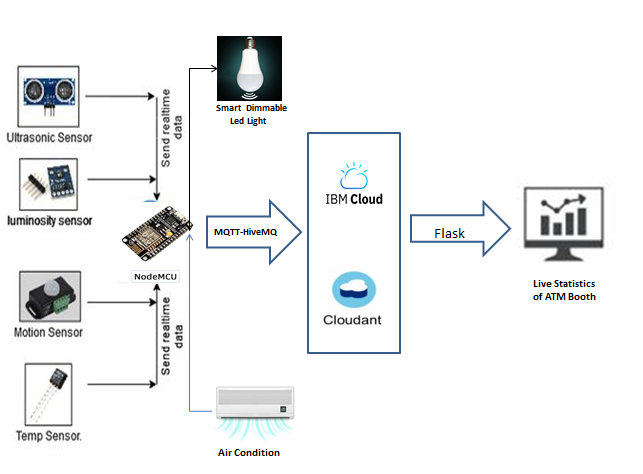 Smart Dimmable
Led Light
Ultrasonic Sensor
Send realtime
data
luminosity sensor
NodeMCU
Motion Sensor
Send realtime
data
Temp Sensor.
Air Condition
MQTT-HiveMQ
IBM Cloud
Cloudant
Flask
Live Statistics
of ATM Booth